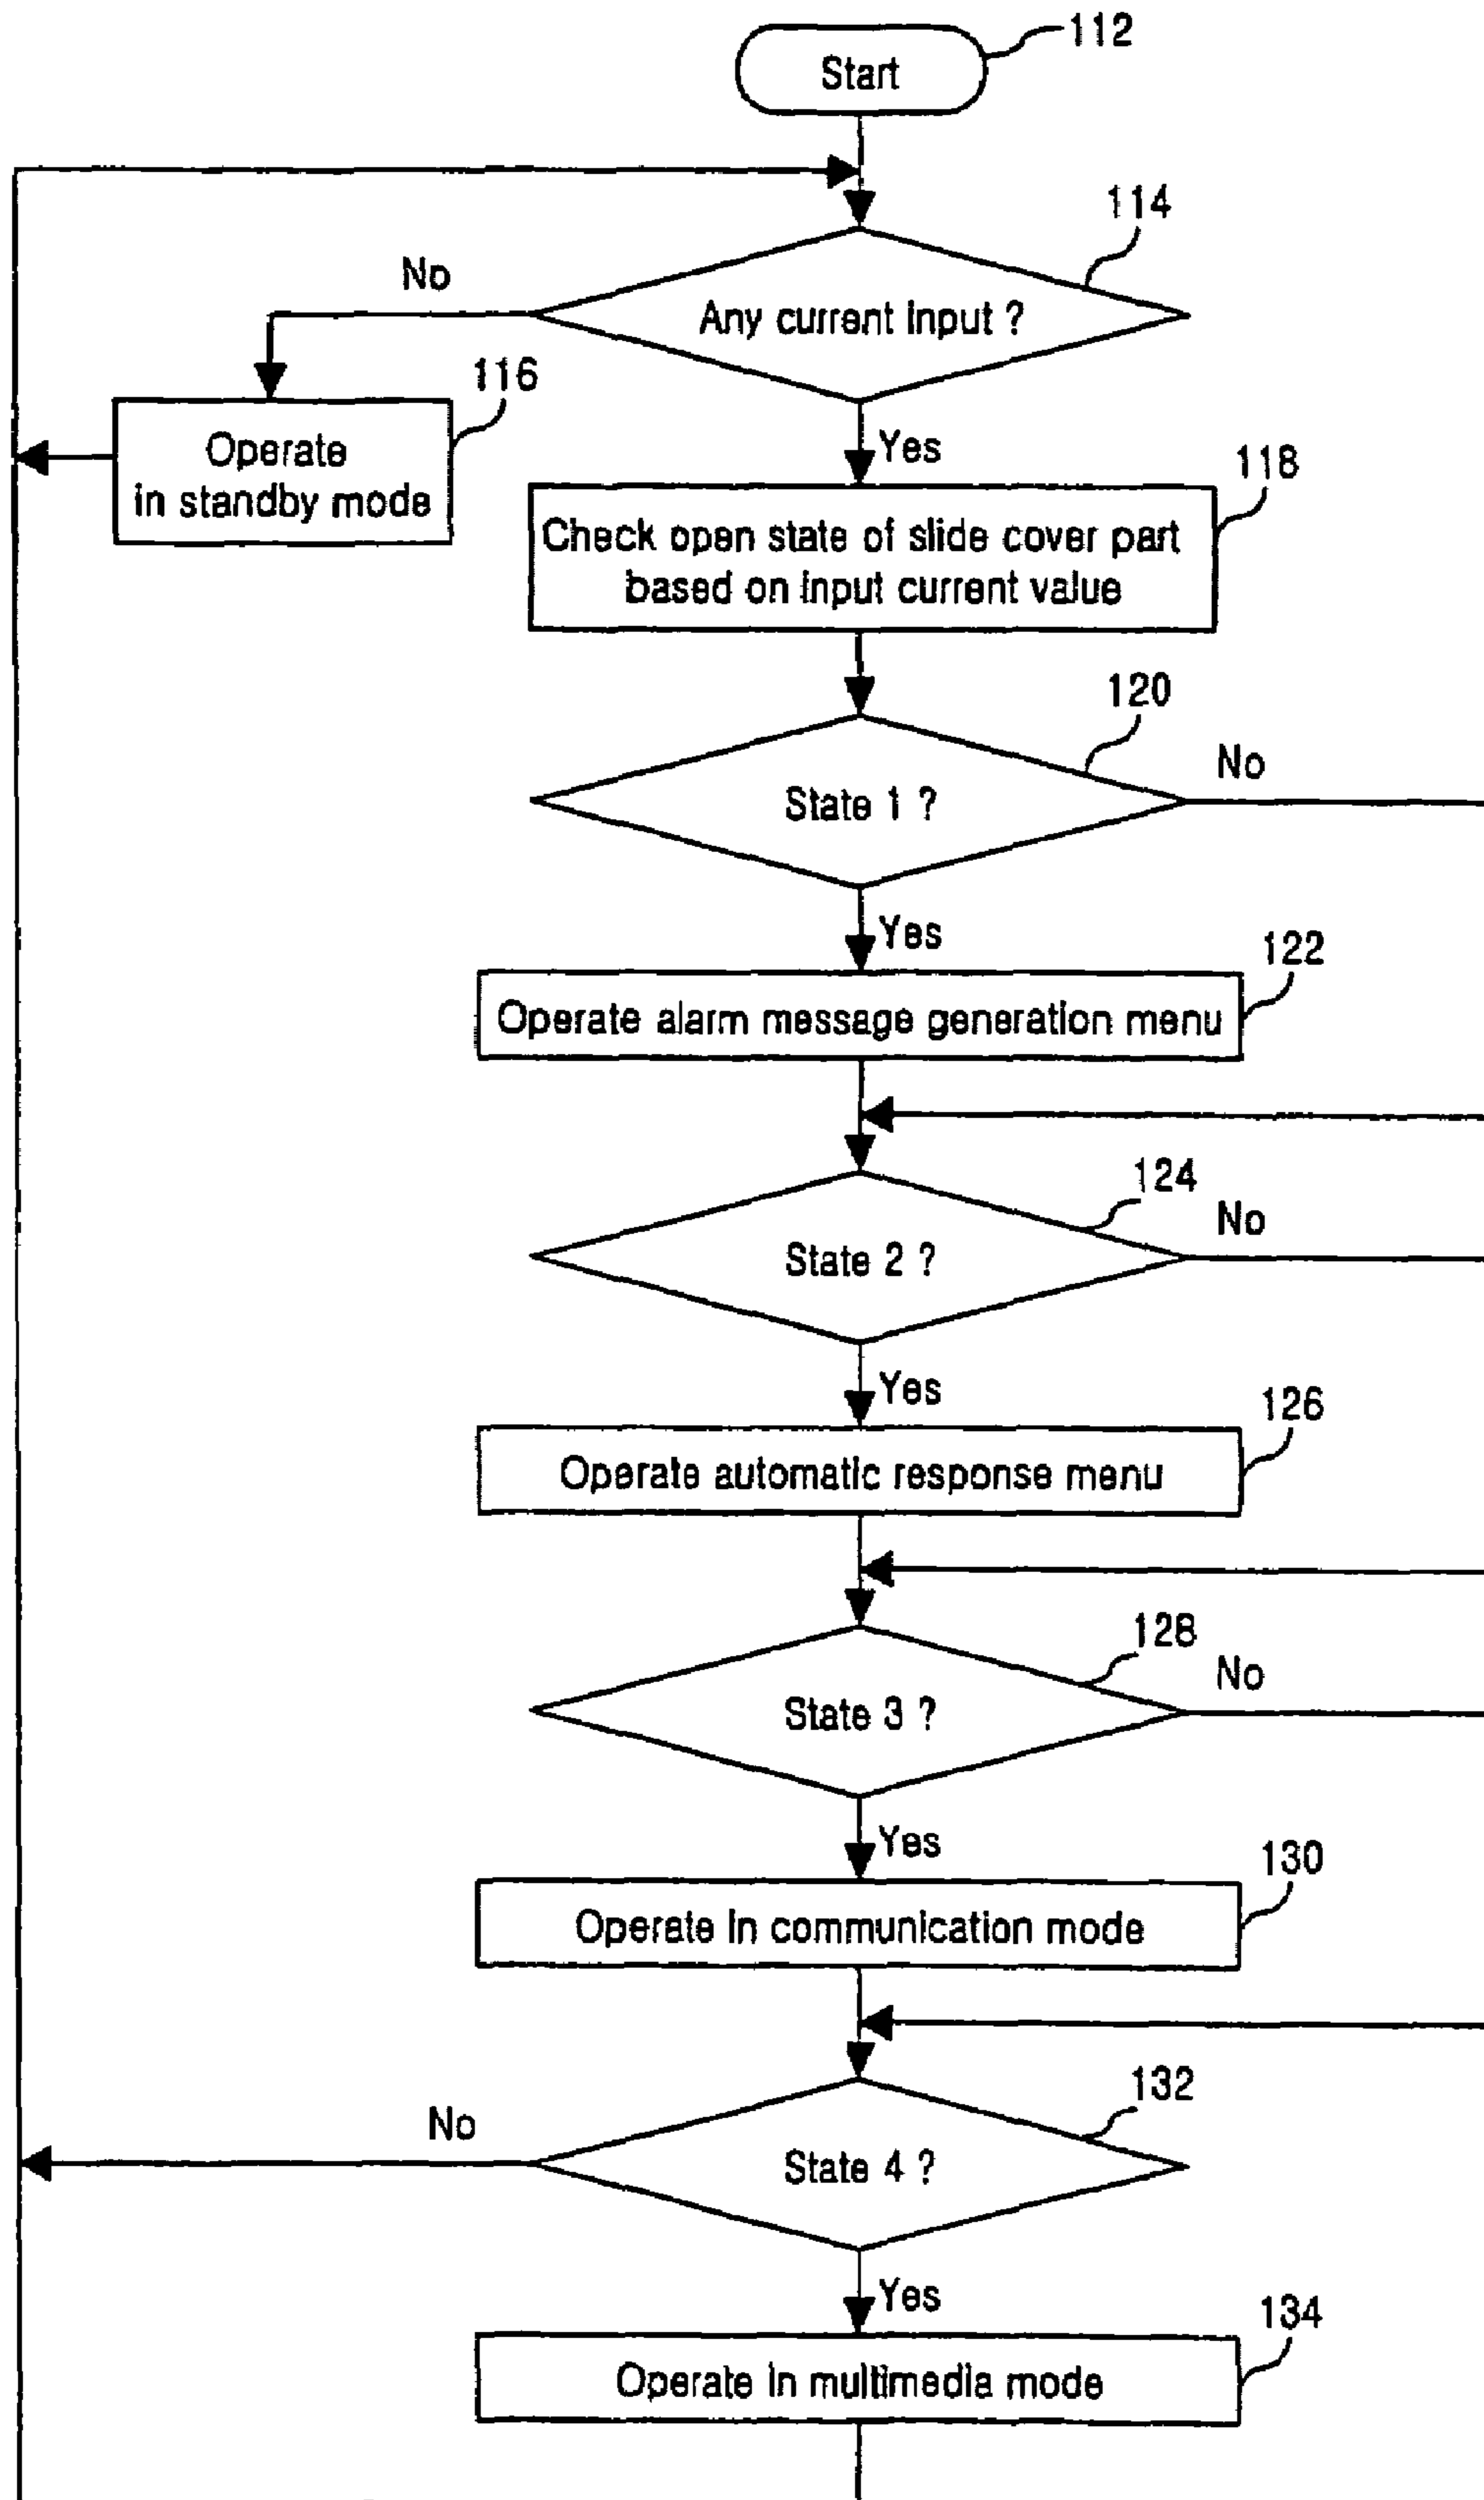 112
Start
114
No
Any current input ?
116
Operate
in standby mode
Yes
118
Check open state of slide cover part
based on input current value
120
No
State 1 ?
Yes
122
Operate alarm message generation menu
124
No
State 2 ?
Yes
126
Operate automatic response menu
128
No
State 3 ?
Yes
130
Operate in communication mode
132
No
State 4 ?
Yes
134
Operate in multimedia mode